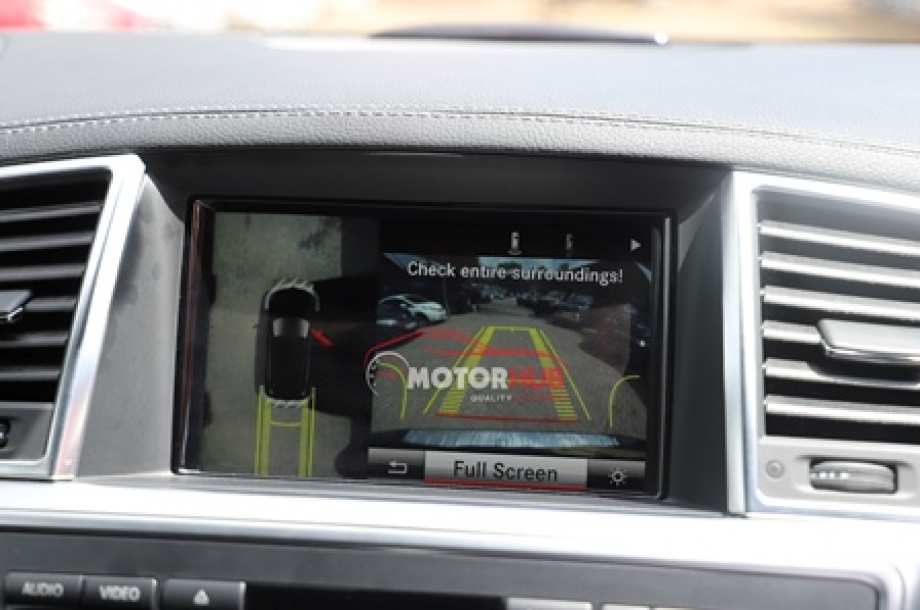 Check entire surroundings!
MOTORHUB
QUALITY
Full Screen
AUDIO VIDEO